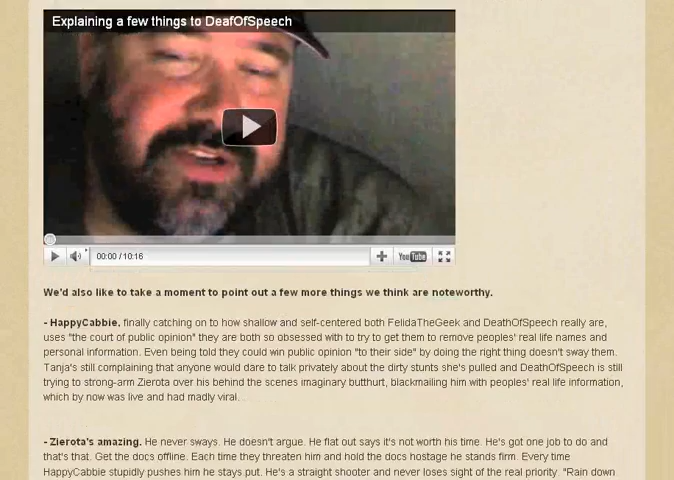 Explaining a few things to DeafOfSpeech
00:00 / 10:16
YouTube
We'd also like to take a moment to point out a few more things we think are noteworthy.
- HappyCabbie, finally catching on to how shallow and self-centered both FelidaTheGeek and DeathOfSpeech really are,
uses "the court of public opinion" they are both so obsessed with to try to get them to remove peoples' real life names and
personal information. Even being told they could win public opinion "to their side" by doing the right thing doesn't sway them.
Tanja's still complaining that anyone would dare to talk privately about the dirty stunts she's pulled and DeathOfSpeech is still
trying to strong-arm Zierota over his behind the scenes imaginary butthurt, blackmailing him with peoples' real life information,
which by now was live and had madly viral.
- Zierota's amazing. He never sways. He doesn't argue. He flat out says it's not worth his time. He's got one job to do and
that's that. Get the docs offline. Each time they threaten him and hold the docs hostage he stands firm. Every time
HappyCabbie stupidly pushes him he stays put. He's a straight shooter and never loses sight of the real priority. "Rain down